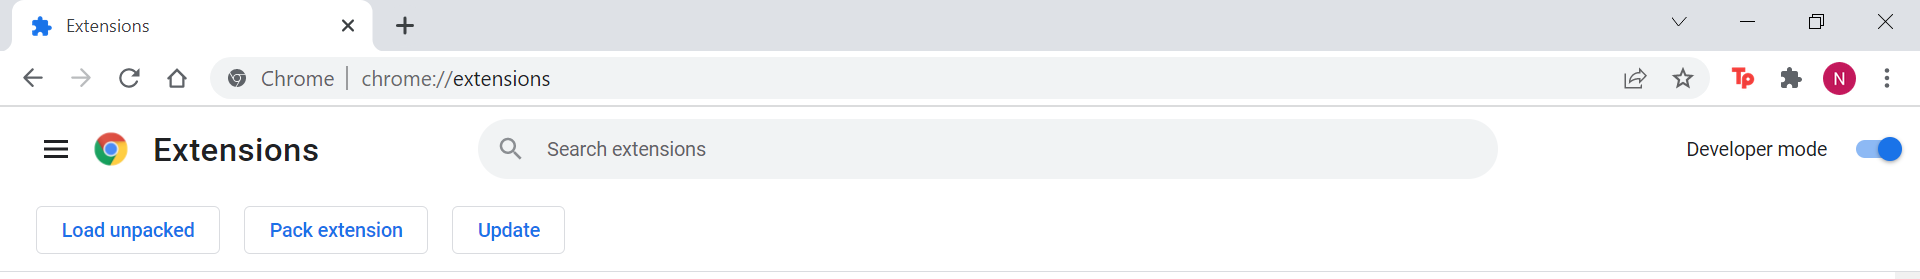 Extensions
Chrome | chrome://extensions
Tp
N
Extensions
Search extensions
Developer mode
Load unpacked
Pack extension
Update